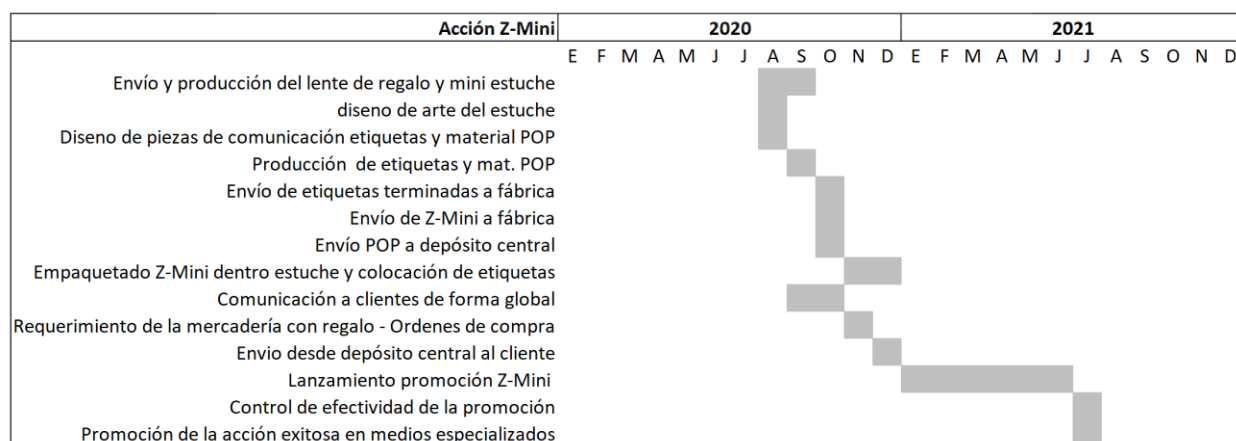 Acción Z-Mini 2020 2021
E F M A M J J A S O N D E F M A M J J A S O N D
Envío y producción del lente de regalo y mini estuche
diseno de arte del estuche
Diseno de piezas de comunicación etiquetas y material POP
Producción de etiquetas y mat. POP
Envío de etiquetas terminadas a fábrica
Envío de Z-Mini a fábrica
Envío POP a depósito central
Empaquetado Z-Mini dentro estuche y colocación de etiquetas
Comunicación a clientes de forma global
Requerimiento de la mercadería con regalo - Ordenes de compra
Envio desde depósito central al cliente
Lanzamiento promoción Z-Mini
Control de efectividad de la promoción
Promoción de la acción exitosa en medios especializados